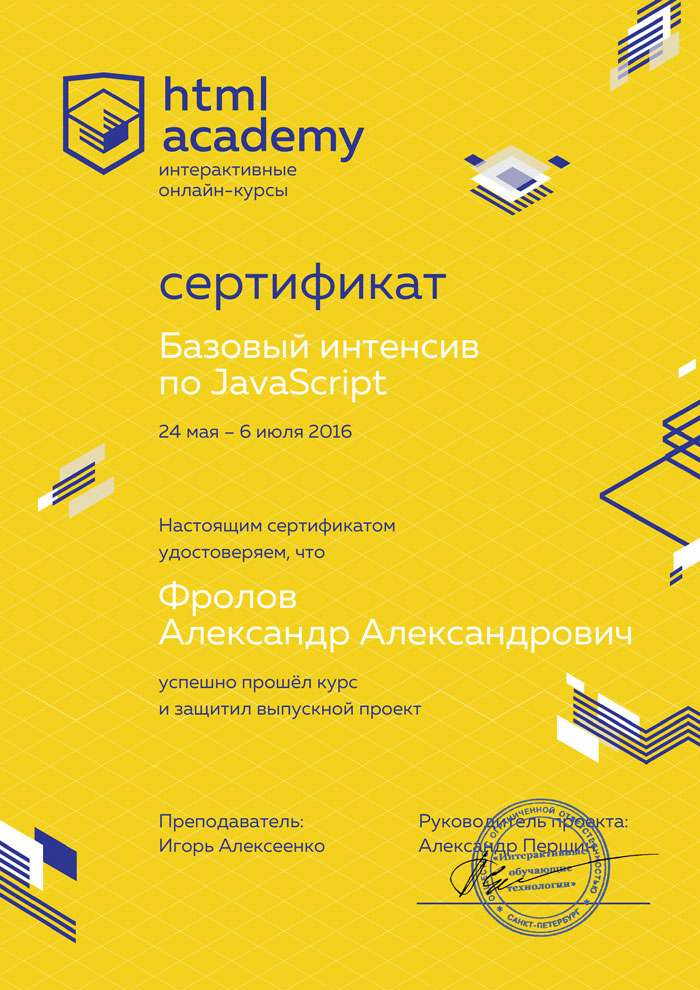 html
academy
интерактивные
онлайн-курсы
сертификат
Базовый интенсив
по JavaScript
24 мая – 6 июля 2016
Настоящим сертификатом
удостоверяем, что
Фролов
Александр Александрович
успешно прошёл курс
и защитил выпускной проект
Преподаватель:
Игорь Алексеенко
Руководитель проекта:
Александр Першин
ОГРАНИЧЕННОЙ ОТВЕТСТВЕННОСТЬЮ
«Интерактивные
обучающие
технологии»
САНКТ-ПЕТЕРБУРГ